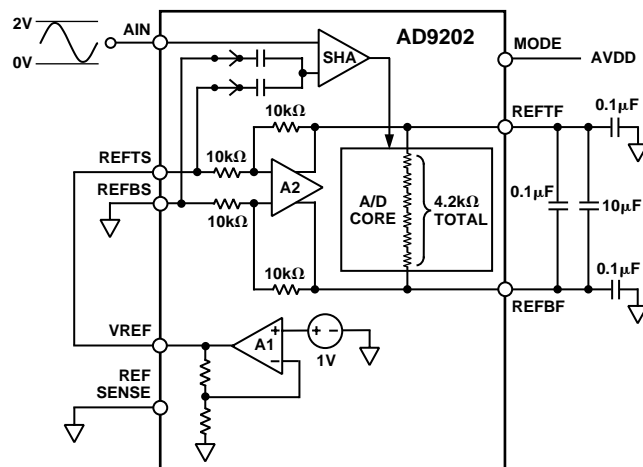 2V
0V
AIN
AD9202
MODE
AVDD
SHA
REFTS
REFBS
10kΩ
10kΩ
10kΩ
10kΩ
A2
A/D
CORE
4.2kΩ
TOTAL
REFTF
0.1µF
0.1µF
10µF
0.1µF
REFBF
VREF
A1
+
−
+ −
1V
REF
SENSE